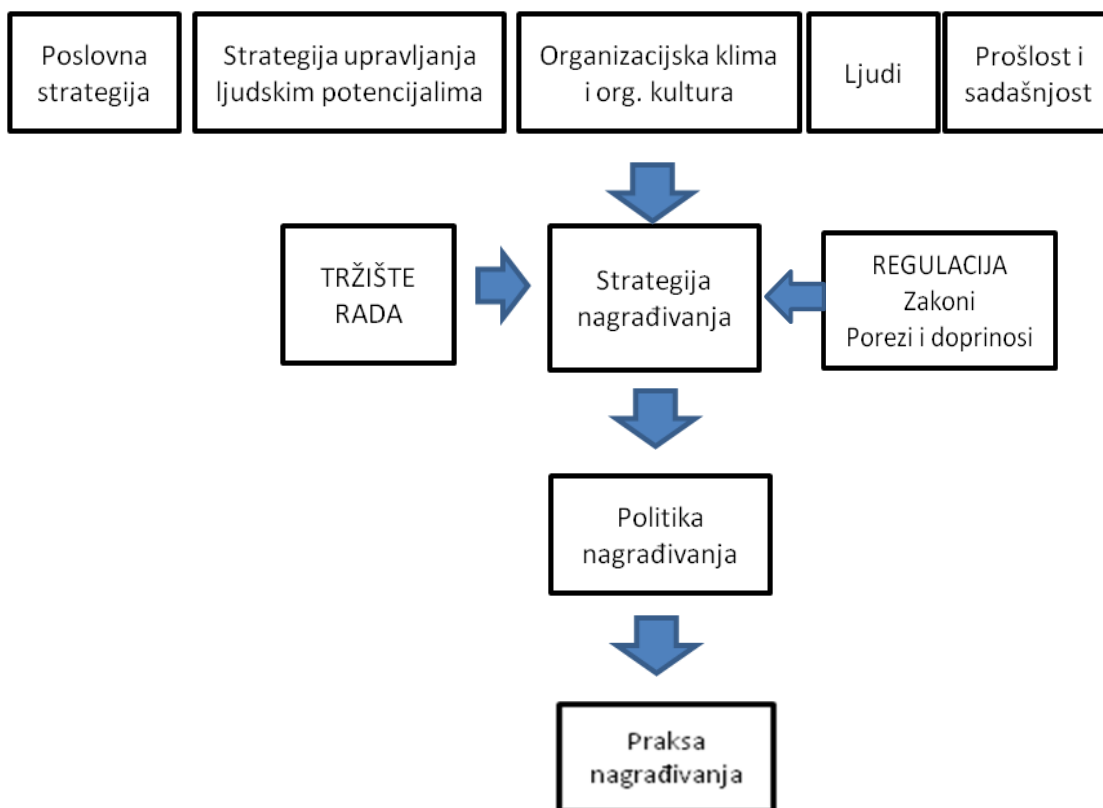 Poslovna
strategija
Strategija upravljanja
ljudskim potencijalima
Organizacijska klima
i org. kultura
Ljudi
Prošlost i
sadašnjost
TRŽIŠTE
RADA
Strategija
nagrađivanja
REGULACIJA
Zakoni
Porezi i doprinosi
Politika
nagrađivanja
Praksa
nagrađivanja